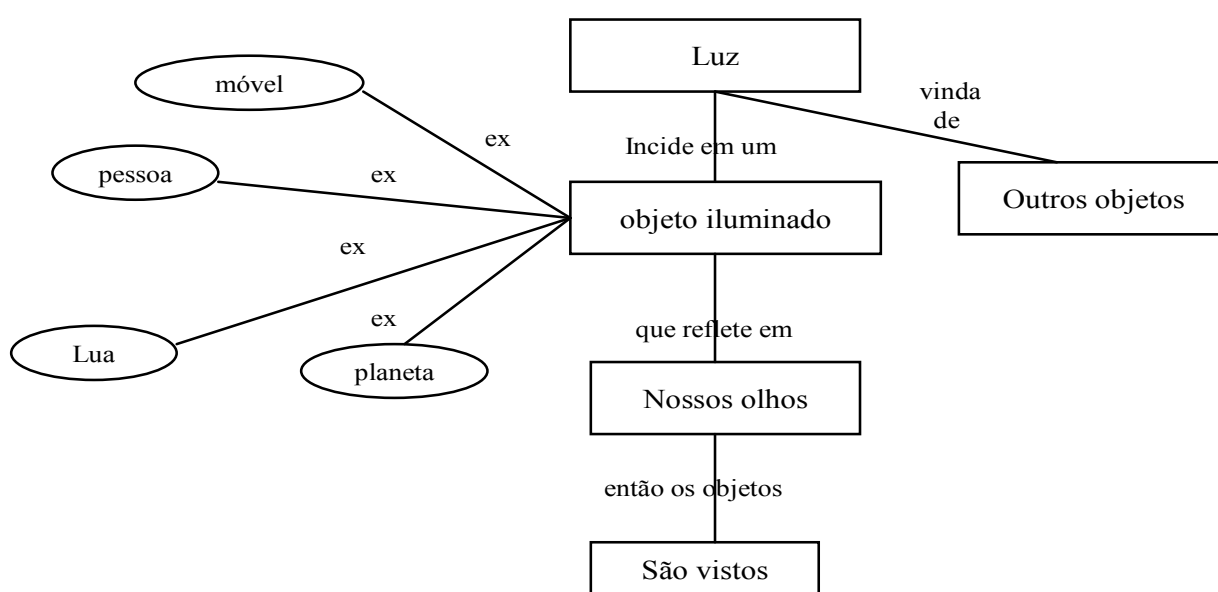 Luz
móvel
vinda
de
ex
Incide em um
pessoa
ex
Outros objetos
objeto iluminado
ex
ex
que reflete em
Lua
planeta
Nossos olhos
então os objetos
São vistos